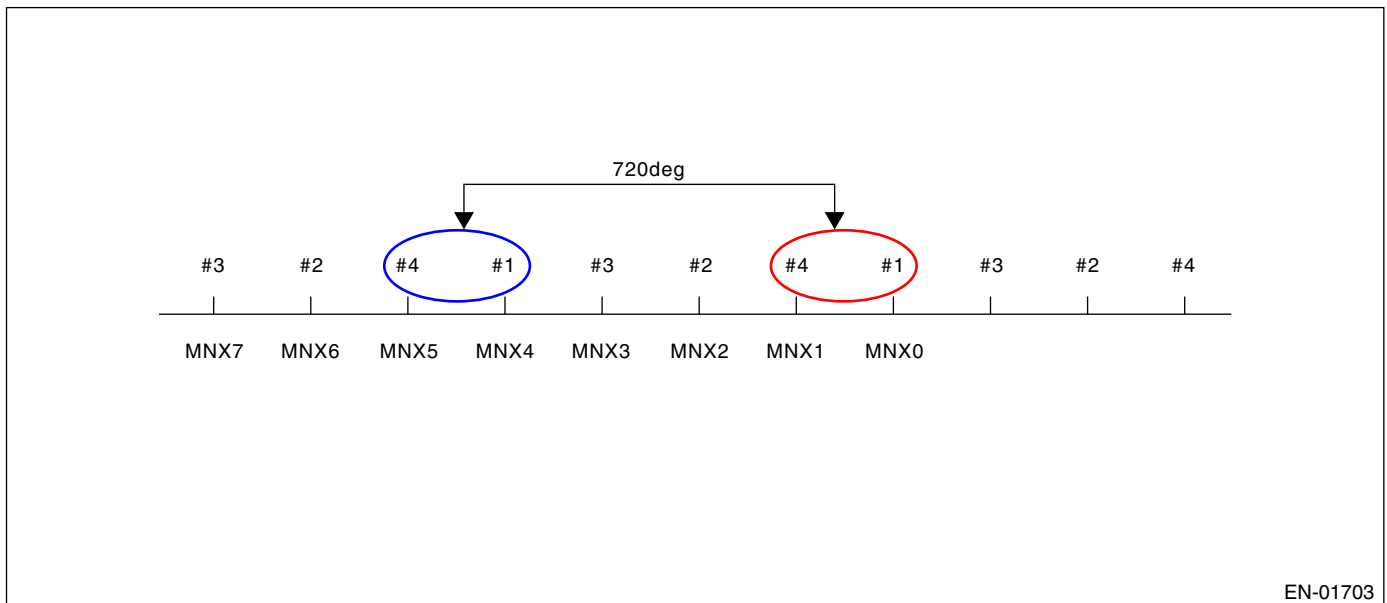 720deg
#3 #2 #4 #1 #3 #2 #4 #1 #3 #2 #4
MNX7 MNX6 MNX5 MNX4 MNX3 MNX2 MNX1 MNX0
EN-01703